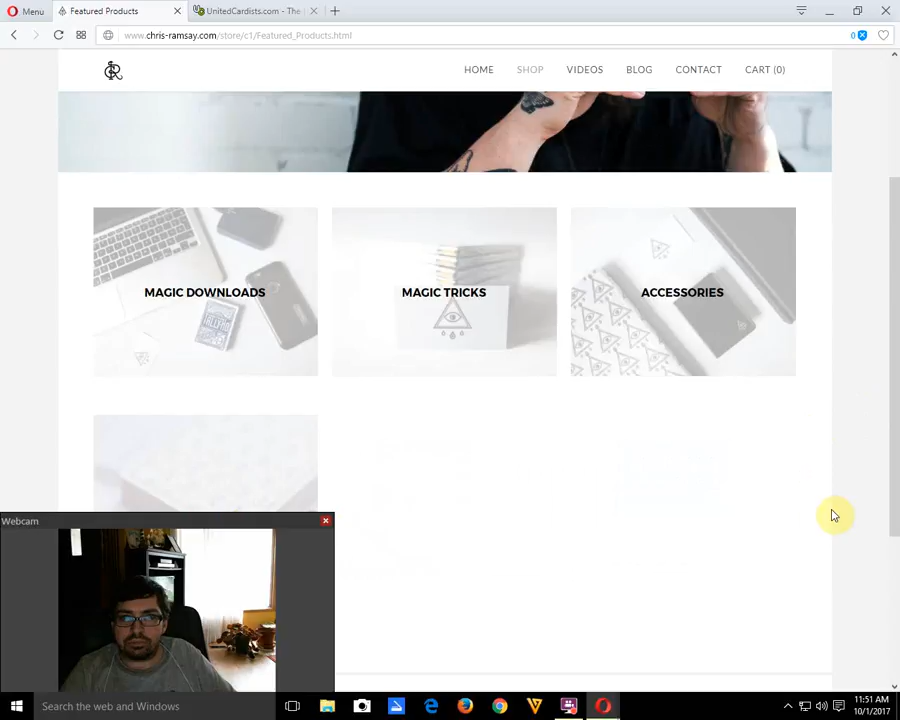 Menu
Featured Products
UnitedCardists.com - The
www.chris-ramsay.com/store/c1/Featured_Products.html
0
HOME
SHOP
VIDEOS
BLOG
CONTACT
CART (0)
MAGIC DOWNLOADS
MAGIC TRICKS
ACCESSORIES
Webcam
Search the web and Windows
11:51 AM
10/1/2017